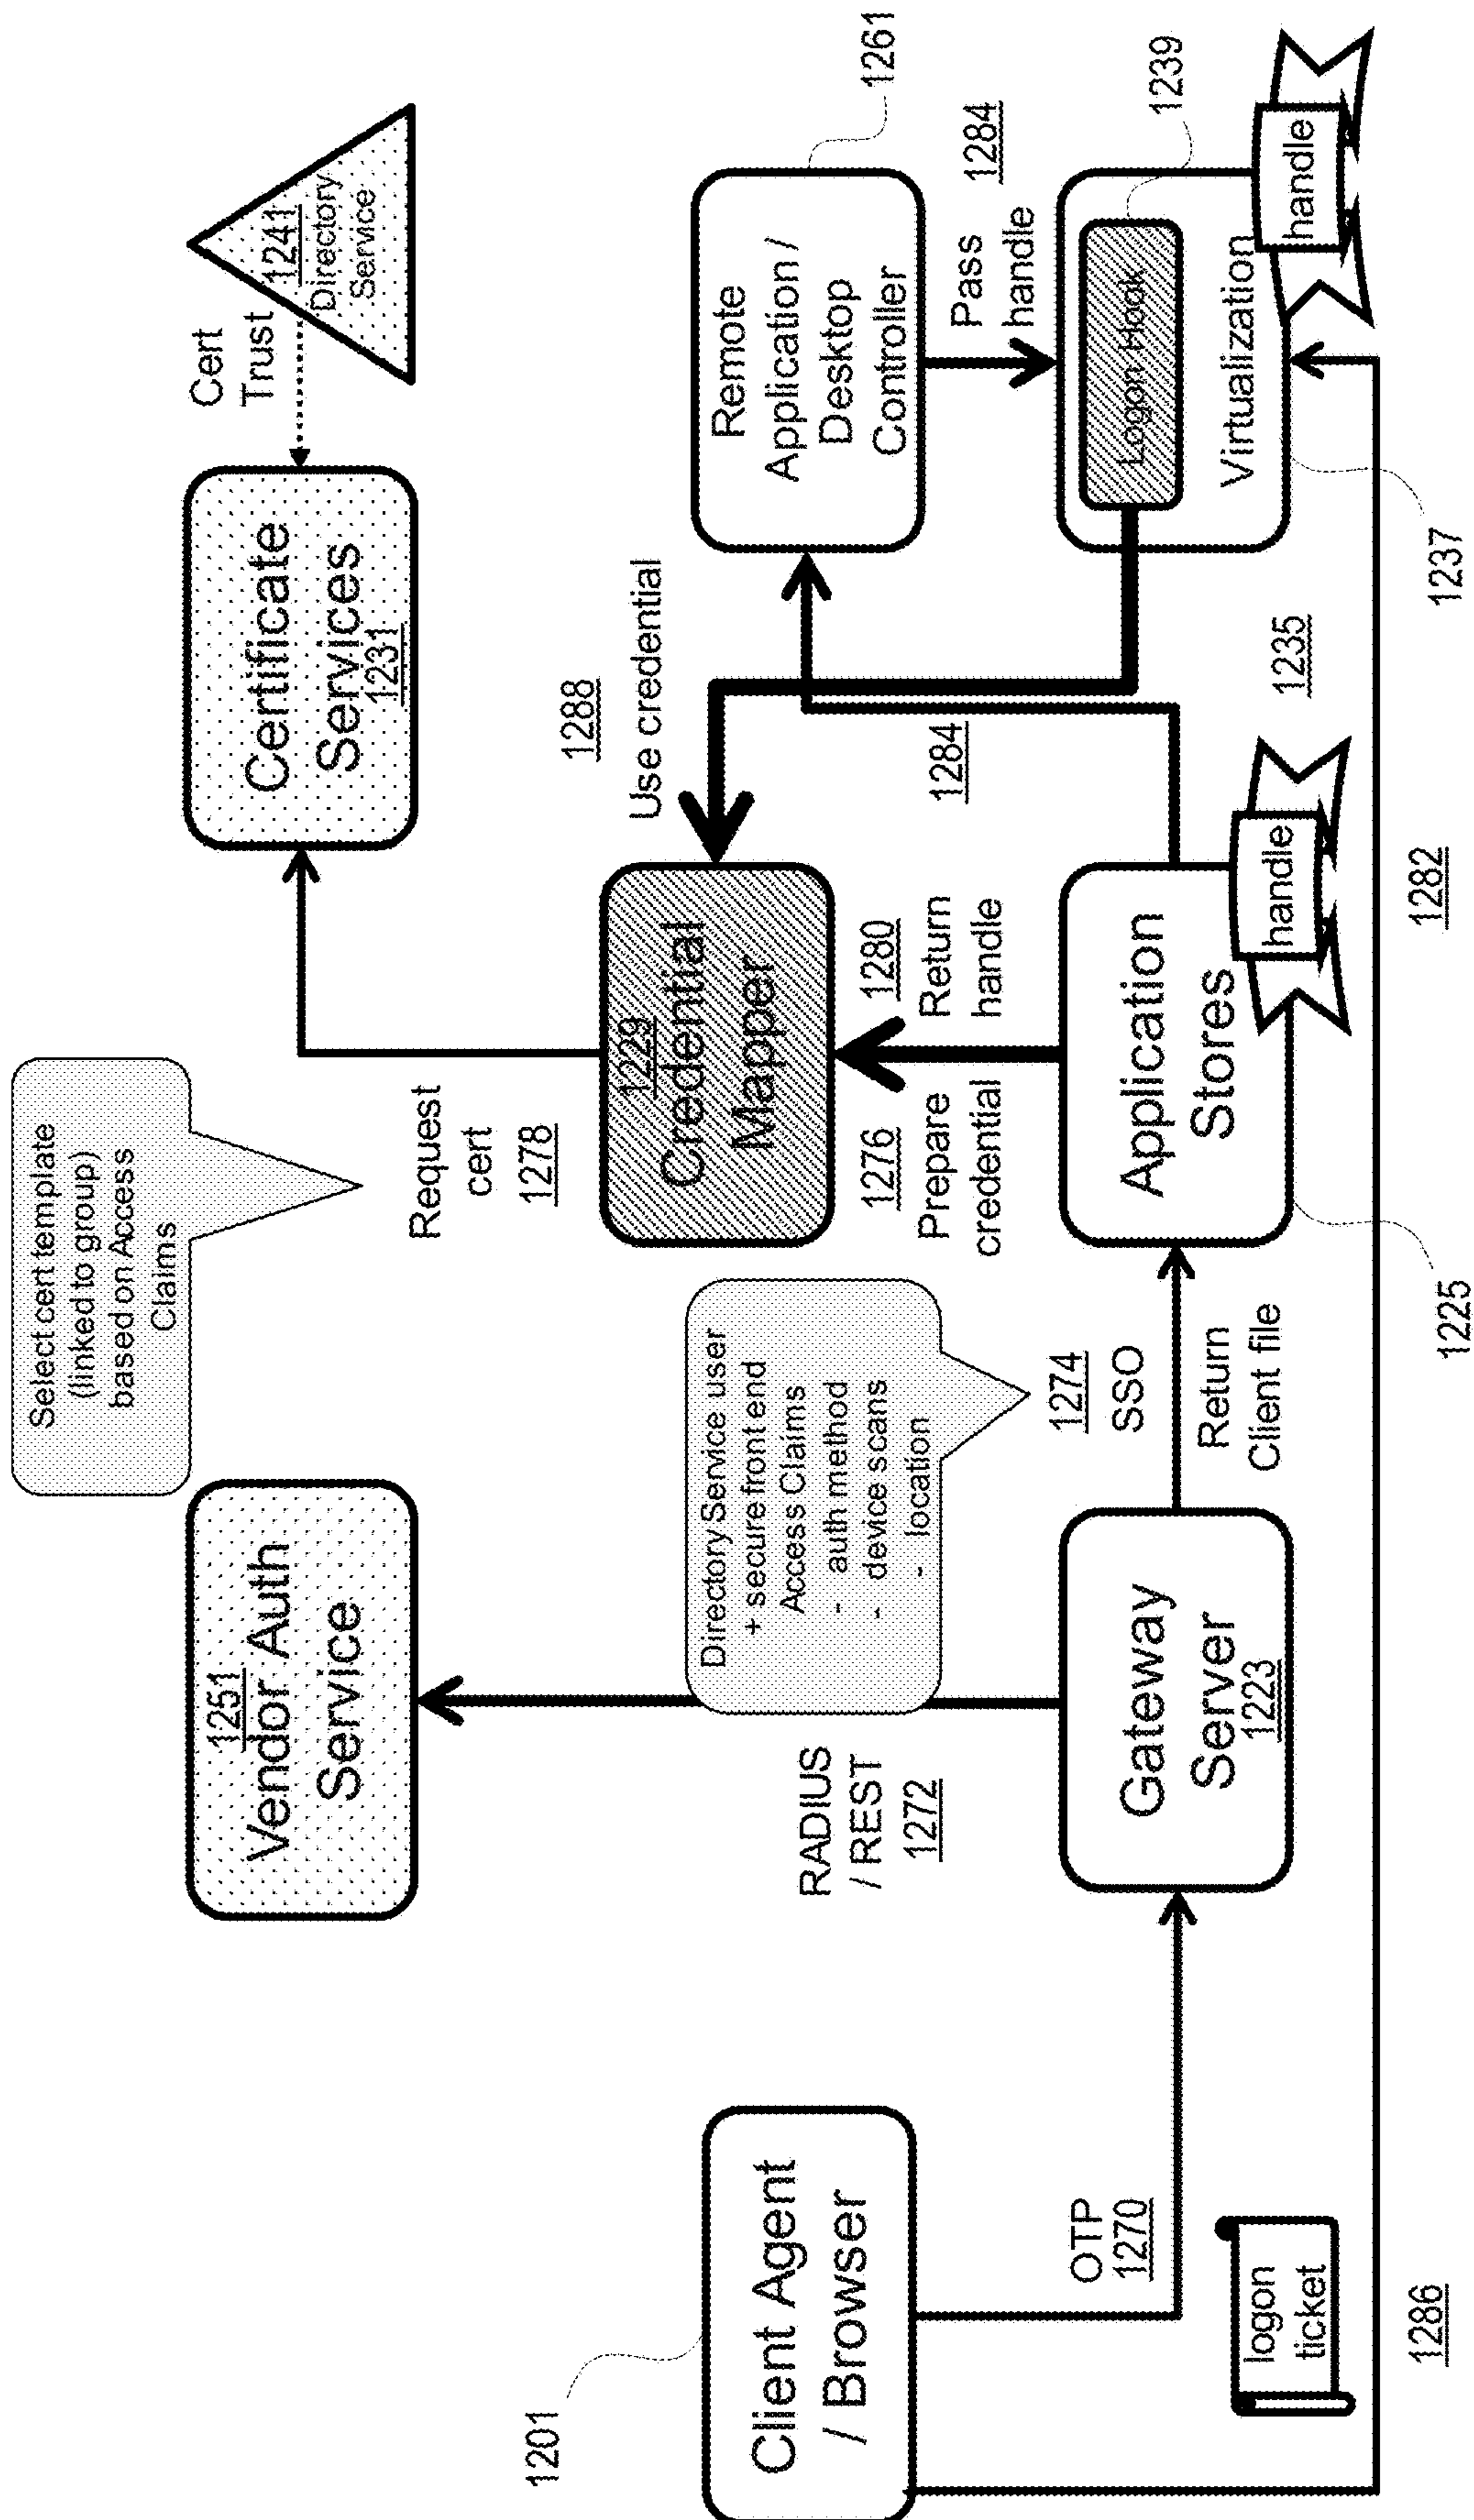 Select cert template
(linked to group)
based on Access
Claims
1251
Vendor Auth
Service
Certificate
Services
1231
Cert
Trust
1241
Directory
Service
Request
cert
1278
1288
Use credential
1201
Client Agent
/ Browser
RADIUS
/ REST
1272
Directory Service user
+ secure front end
Access Claims
- auth method
- device scans
- location
1229
Credential
Mapper
Remote
Application /
Desktop
Controller
1261
1276
Prepare
credential
1280
Return
handle
1284
Pass
handle
1284
OTP
1270
Gateway
Server
1223
1274
SSO
Return
Client file
Application
Stores
handle
1225
Logon Hook
1239
Virtualization
handle
1235
1237
logon
ticket
1286
1282